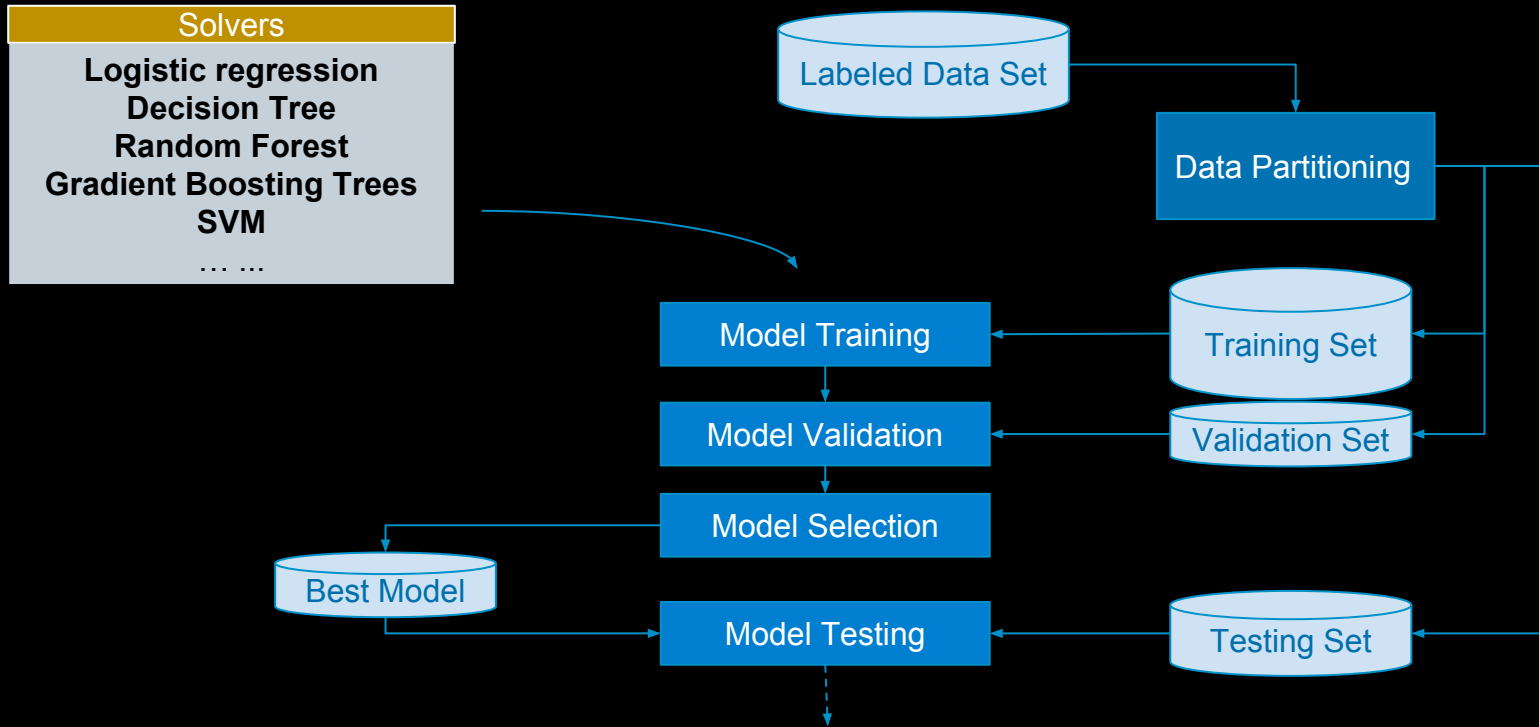 Solvers
Logistic regression
Decision Tree
Random Forest
Gradient Boosting Trees
SVM
… ...
Labeled Data Set
Data Partitioning
Training Set
Model Training
Validation Set
Model Validation
Model Selection
Best Model
Model Testing
Testing Set